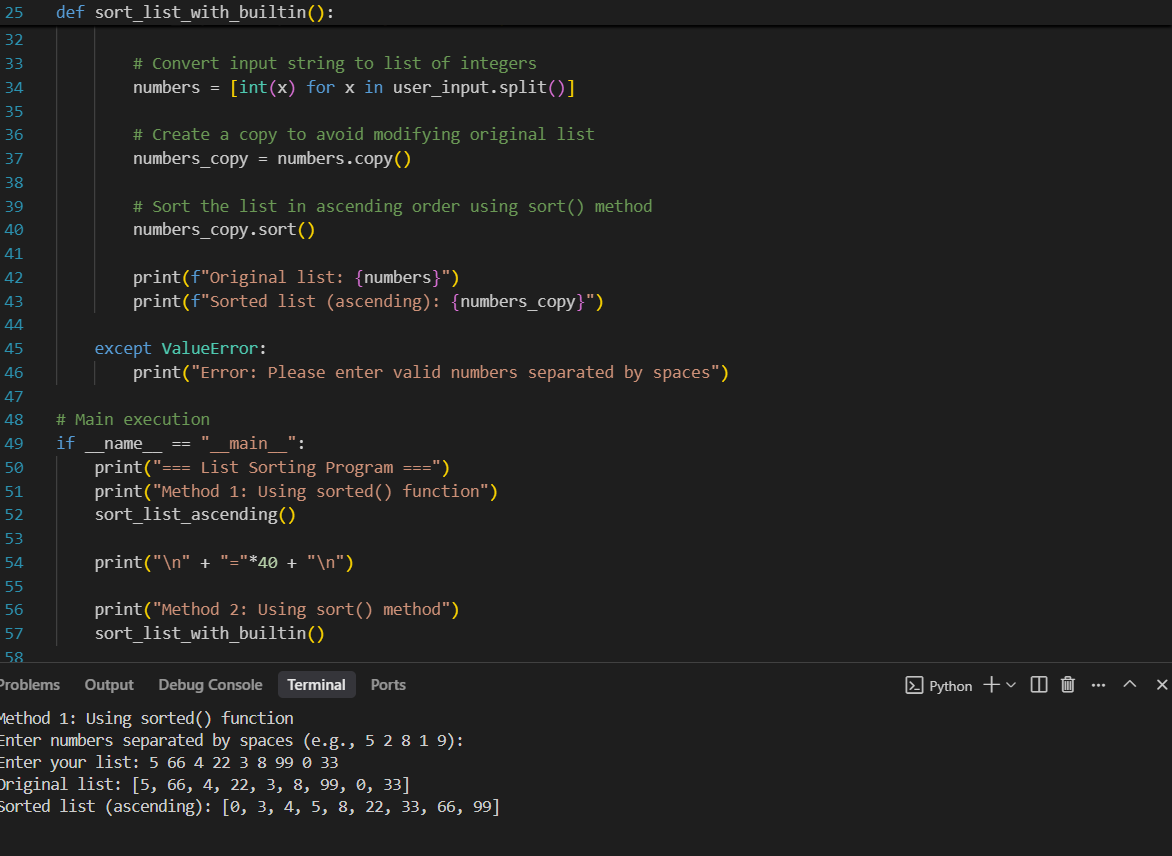 25 def sort_list_with_builtin():
32
33 # Convert input string to list of integers
34 numbers = [int(x) for x in user_input.split()]
35
36 # Create a copy to avoid modifying original list
37 numbers_copy = numbers.copy()
38
39 # Sort the list in ascending order using sort() method
40 numbers_copy.sort()
41
42 print(f"Original list: {numbers}")
43 print(f"Sorted list (ascending): {numbers_copy}")
44
45 except ValueError:
46 print("Error: Please enter valid numbers separated by spaces")
47
48 # Main execution
49 if __name__ == "__main__":
50 print("=== List Sorting Program ===")
51 print("Method 1: Using sorted() function")
52 sort_list_ascending()
53
54 print("\n" + "="*40 + "\n")
55
56 print("Method 2: Using sort() method")
57 sort_list_with_builtin()
58
Problems Output Debug Console Terminal Ports Python
Method 1: Using sorted() function
Enter numbers separated by spaces (e.g., 5 2 8 1 9):
Enter your list: 5 66 4 22 3 8 99 0 33
Original list: [5, 66, 4, 22, 3, 8, 99, 0, 33]
Sorted list (ascending): [0, 3, 4, 5, 8, 22, 33, 66, 99]